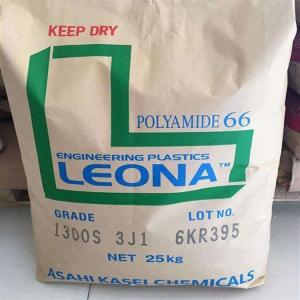 KEEP DRY
POLYAMIDE 66
ENGINEERING PLASTICS
LEONA™
GRADE LOT NO.
1300S 3J1 6KR395
NET 25kg
ASAHI KASEI CHEMICALS